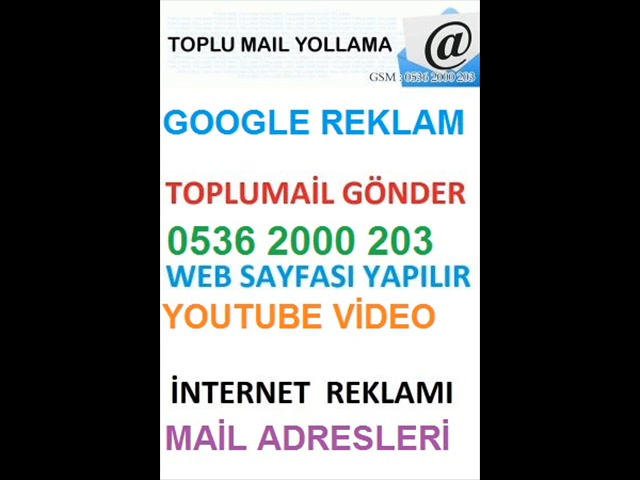 TOPLU MAIL YOLLAMA
@
GSM : 0536 2000 203
GOOGLE REKLAM
TOPLUMAİL GÖNDER
0536 2000 203
WEB SAYFASI YAPILIR
YOUTUBE VİDEO
İNTERNET REKLAMI
MAİL ADRESLERİ